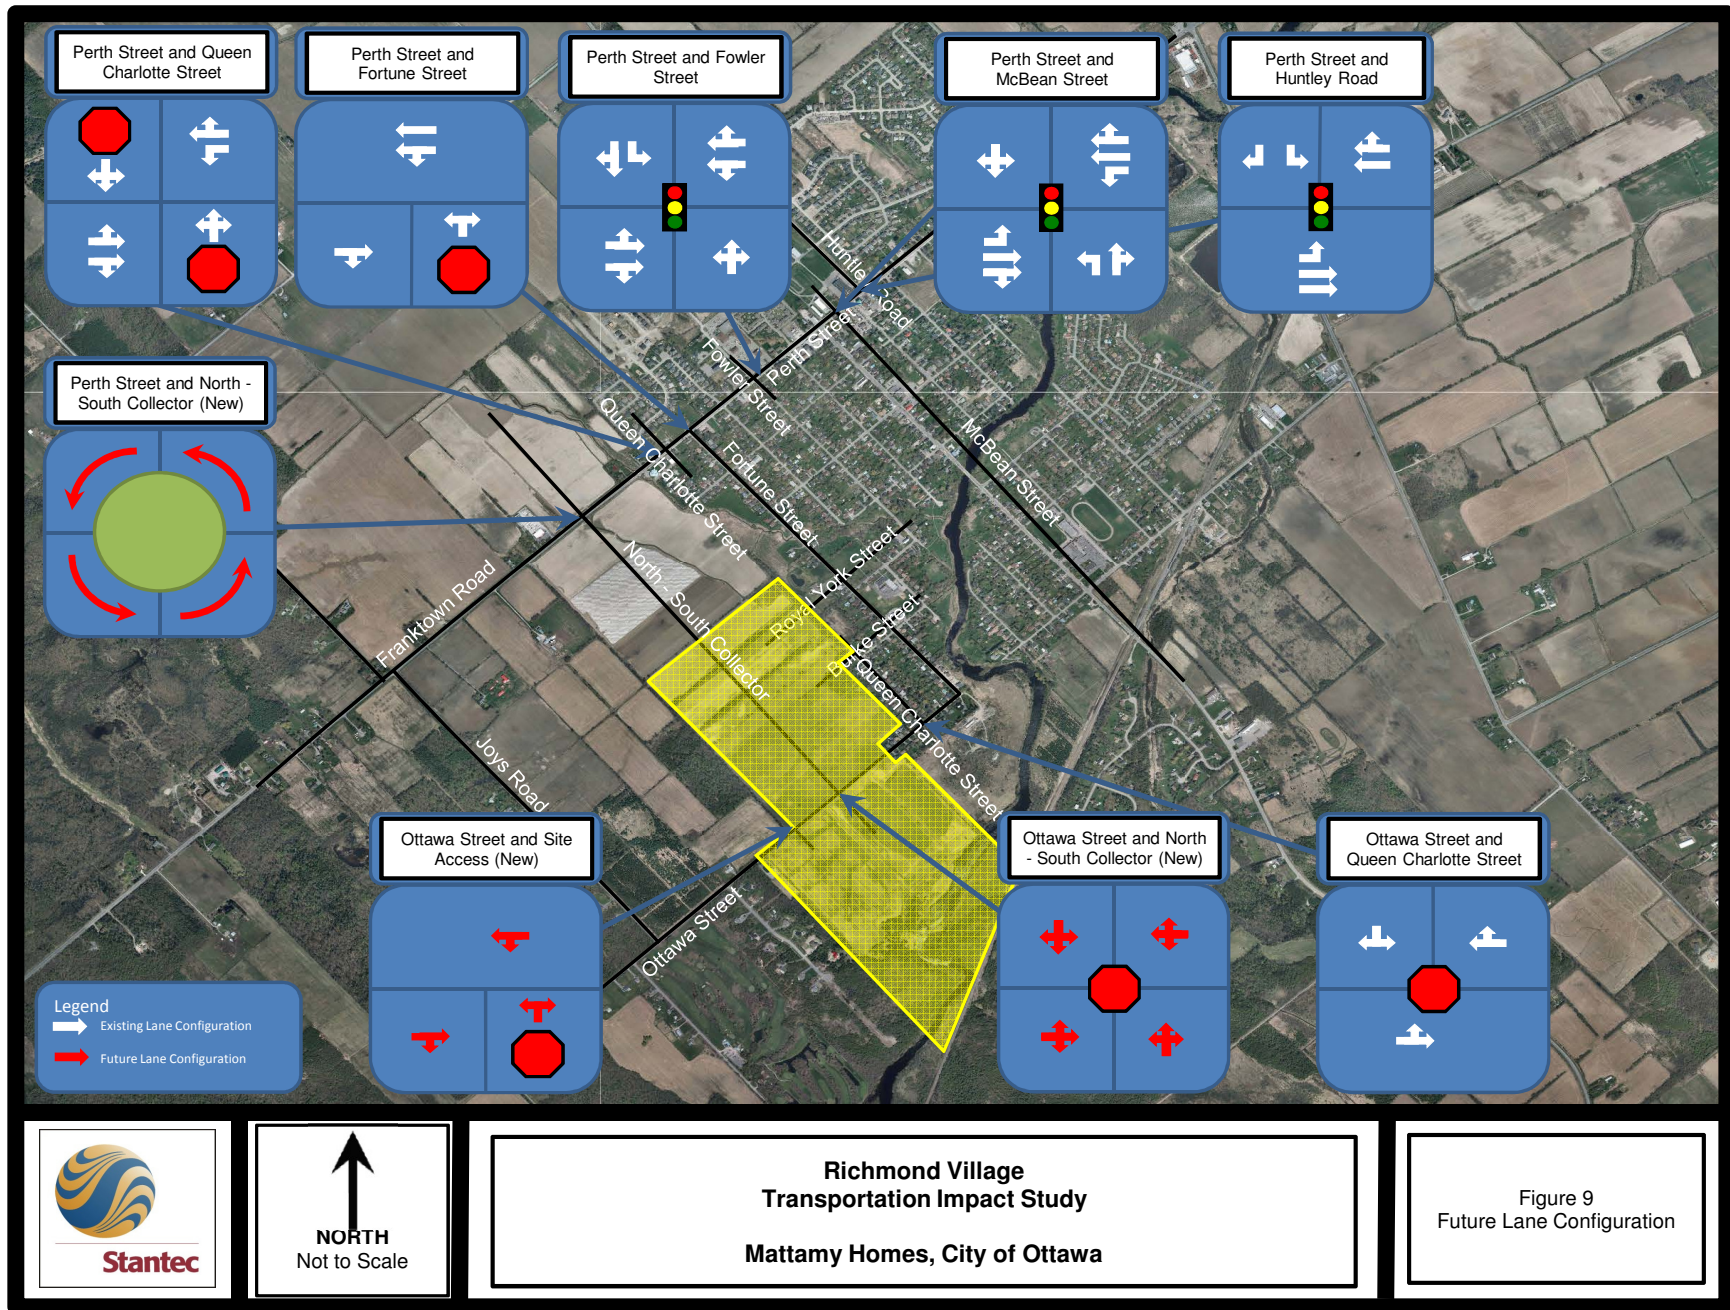 Perth Street and Queen
Charlotte Street
Perth Street and
Fortune Street
Perth Street and Fowler
Street
Perth Street and
McBean Street
Perth Street and
Huntley Road
Huntley Road
Perth Street
Fowler Street
Perth Street and North -
South Collector (New)
Queen Charlotte Street
Fortune Street
McBean Street
North - South Collector
Royal York Street
Burke Street
Franktown Road
Queen Charlotte Street
Joys Road
Ottawa Street
Ottawa Street and Site
Access (New)
Ottawa Street and North
- South Collector (New)
Ottawa Street and
Queen Charlotte Street
Legend
Existing Lane Configuration
Future Lane Configuration
Stantec
NORTH
Not to Scale
Richmond Village
Transportation Impact Study
Mattamy Homes, City of Ottawa
Figure 9
Future Lane Configuration